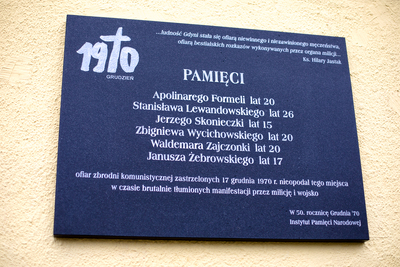 ...ludność Gdyni stała się ofiarą niewinnego i niezawinionego męczeństwa,
ofiarą bestialskich rozkazów wykonywanych przez organa milicji...
Ks. Hilary Jastak
1970
GRUDZIEŃ
PAMIĘCI
Apolinarego Formeli lat 20
Stanisława Lewandowskiego lat 26
Jerzego Skonieczki lat 15
Zbigniewa Wycichowskiego lat 20
Waldemara Zajczonki lat 20
Janusza Żebrowskiego lat 17
ofiar zbrodni komunistycznej zastrzelonych 17 grudnia 1970 r. nieopodal tego miejsca
w czasie brutalnie tłumionych manifestacji przez milicję i wojsko
W 50. rocznicę Grudnia '70
Instytut Pamięci Narodowej